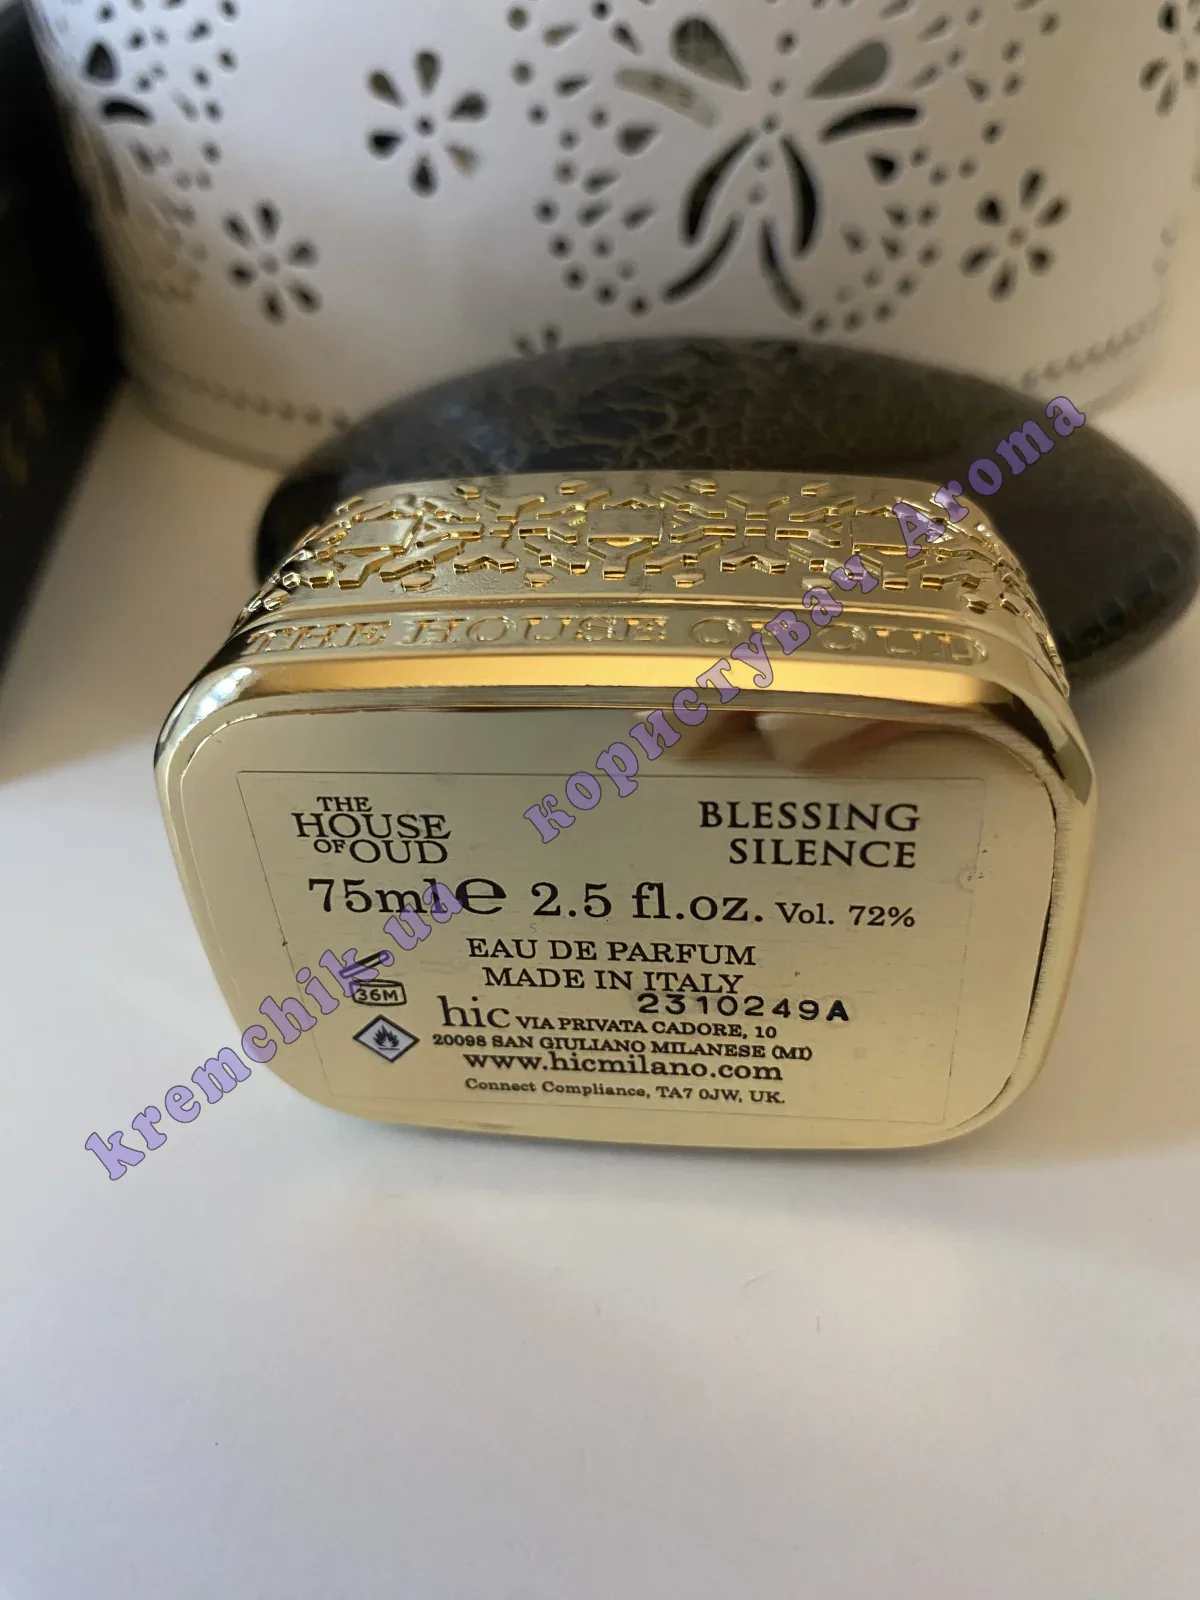 THE HOUSE OF OUD
THE
HOUSE
OF OUD
BLESSING
SILENCE
75ml e 2.5 fl.oz. Vol. 72%
EAU DE PARFUM
MADE IN ITALY
2310249A
36M
hic VIA PRIVATA CADORE, 10
20098 SAN GIULIANO MILANESE (MI)
www.hicmilano.com
Connect Compliance, TA7 0JW, UK.
kremchik.ua користувач Aroma